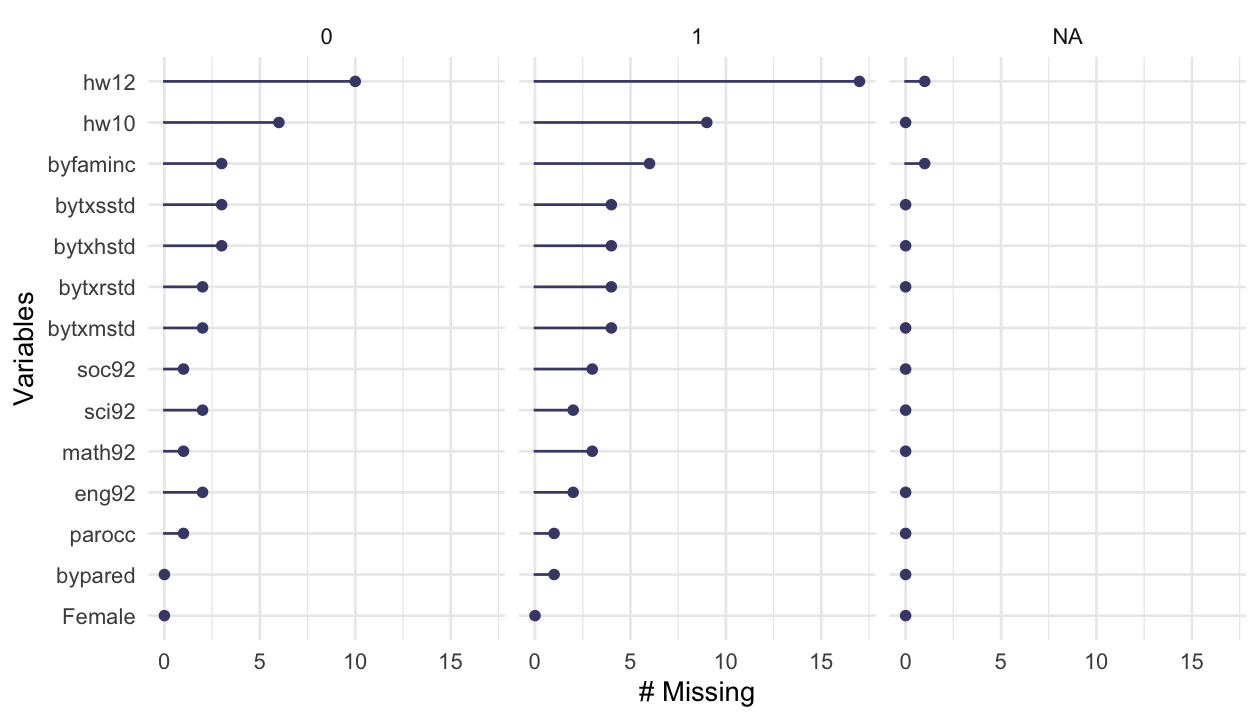 0 1 NA
hw12
hw10
byfaminc
bytxsstd
bytxhstd
bytxrstd
bytxmstd
soc92
sci92
math92
eng92
parocc
bypared
Female
Variables
0 5 10 15 0 5 10 15 0 5 10 15
# Missing